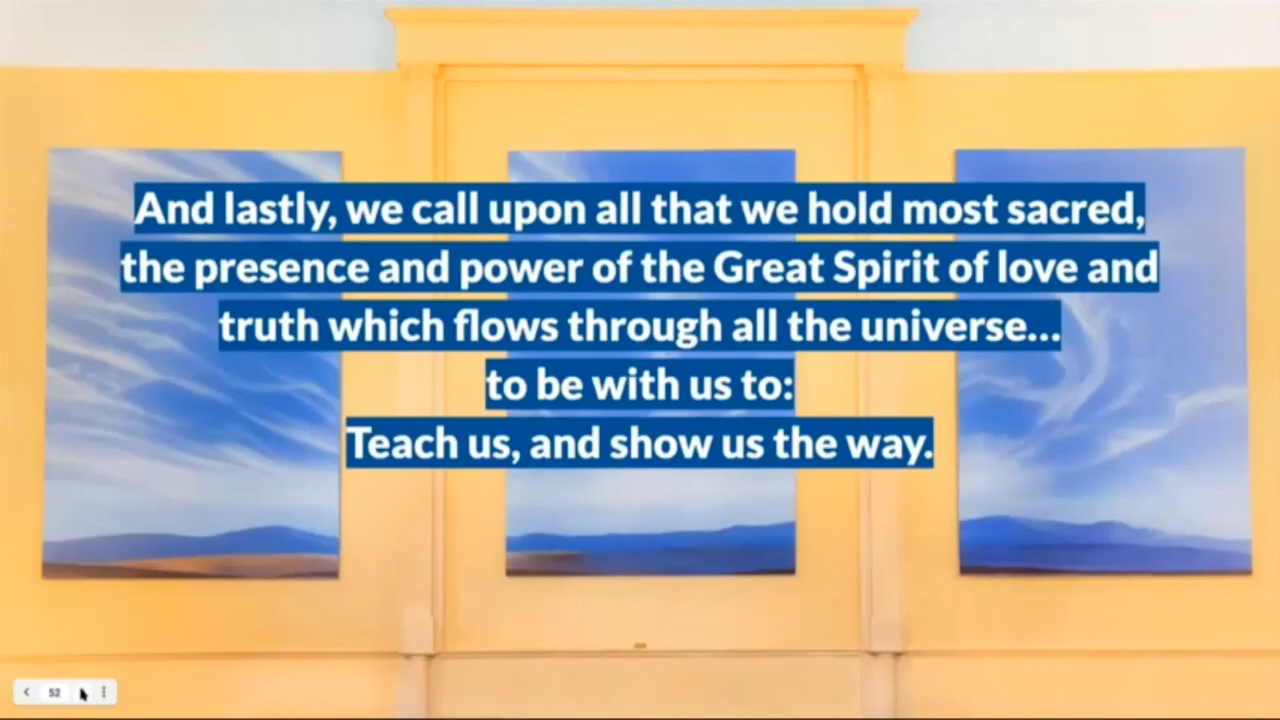 And lastly, we call upon all that we hold most sacred,
the presence and power of the Great Spirit of love and
truth which flows through all the universe...
to be with us to:
Teach us, and show us the way.
52